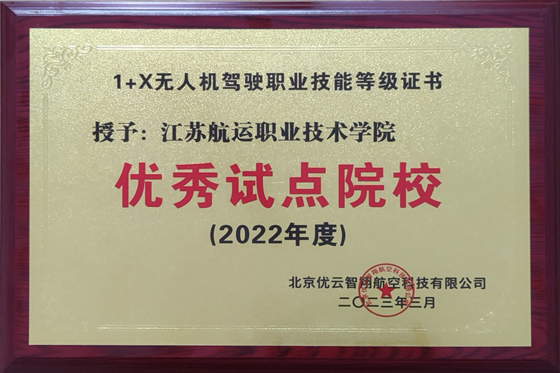 1+X无人机驾驶职业技能等级证书
授予：江苏航运职业技术学院
优秀试点院校
(2022年度)
北京优云智翔航空科技有限公司
二〇二三年三月